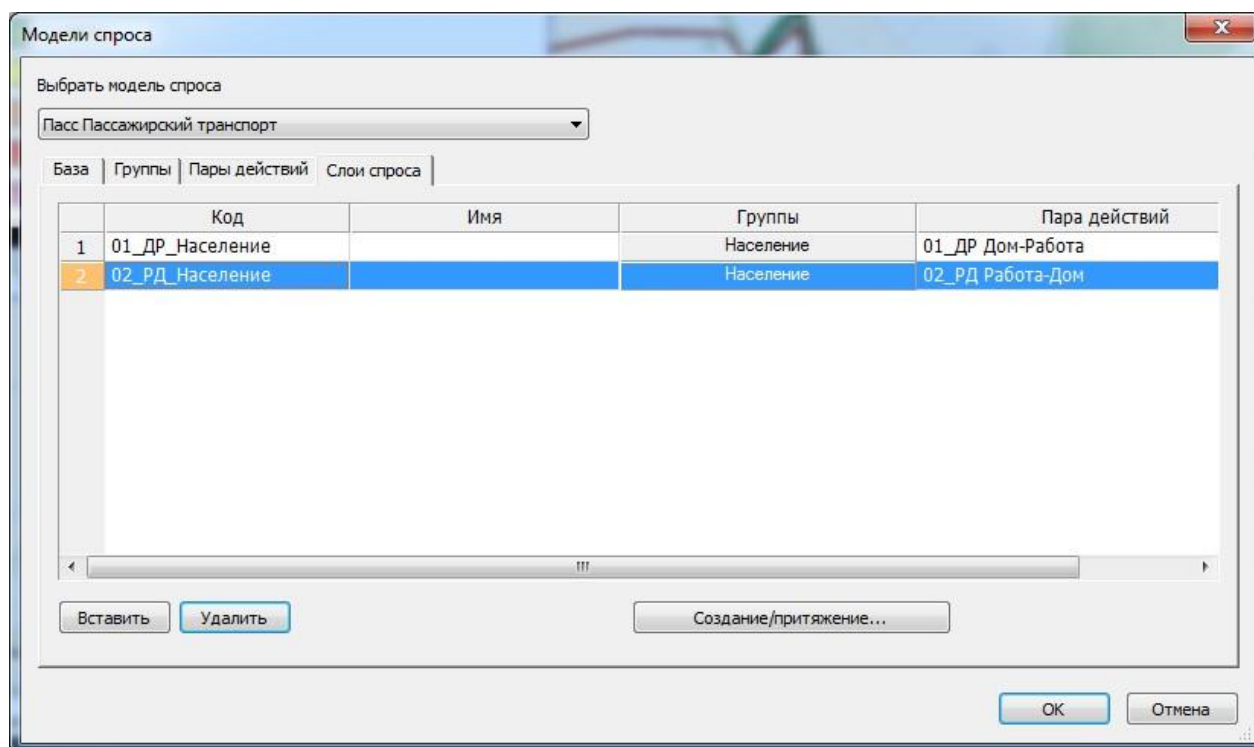 Модели спроса
Выбрать модель спроса
Пасс Пассажирский транспорт
База Группы Пары действий Слои спроса
Код Имя Группы Пара действий
1 01_ДР_Население Население 01_ДР Дом-Работа
2 02_РД_Население Население 02_РД Работа-Дом
Вставить Удалить Создание/притяжение...
OK Отмена